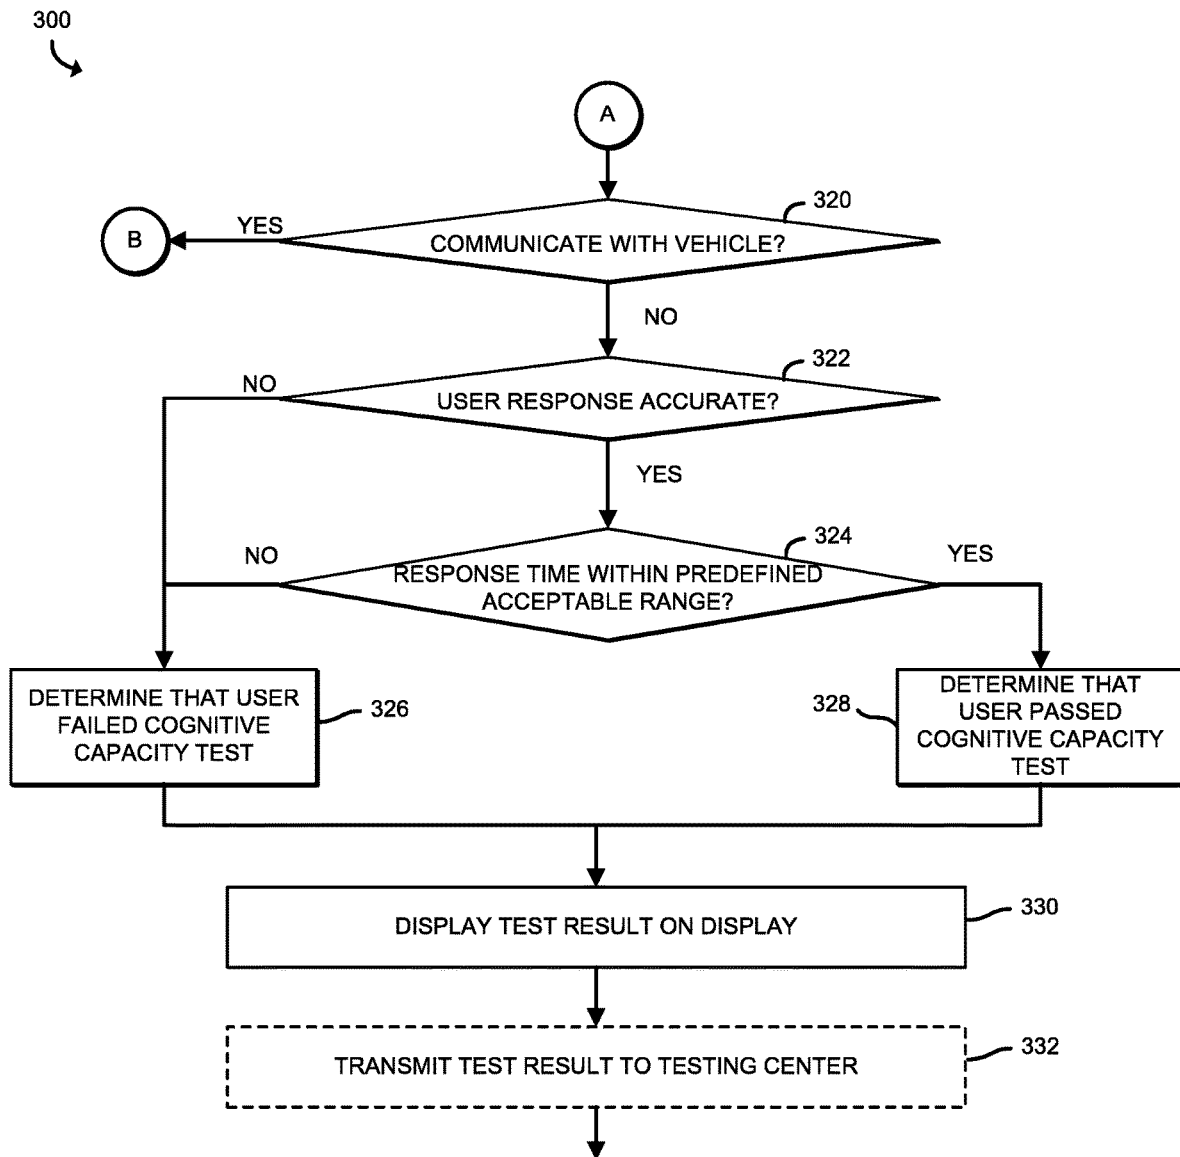 300
A
320
YES
B
COMMUNICATE WITH VEHICLE?
NO
322
NO
USER RESPONSE ACCURATE?
YES
324
NO
YES
RESPONSE TIME WITHIN PREDEFINED
ACCEPTABLE RANGE?
DETERMINE THAT USER
FAILED COGNITIVE
CAPACITY TEST
326
328
DETERMINE THAT
USER PASSED
COGNITIVE CAPACITY
TEST
330
DISPLAY TEST RESULT ON DISPLAY
332
TRANSMIT TEST RESULT TO TESTING CENTER